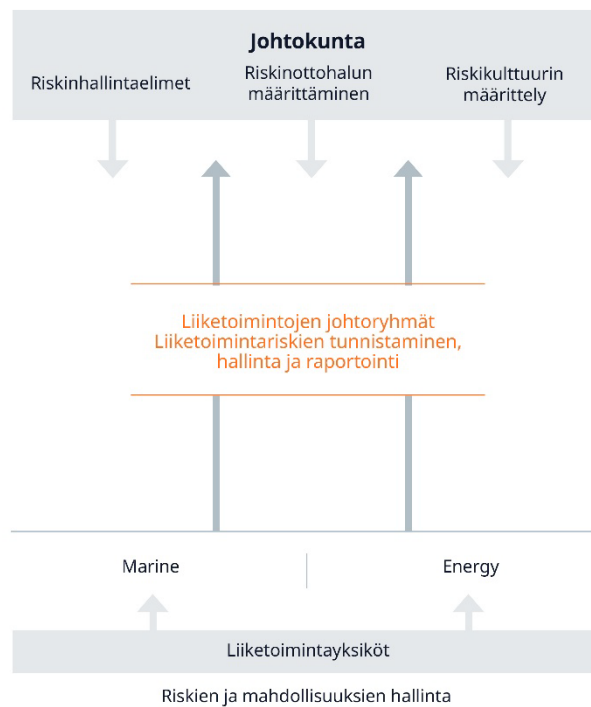 Johtokunta
Riskinhallintaelimet
Riskinottohalun
määrittäminen
Riskikulttuurin
määrittely
Liiketoimintojen johtoryhmät
Liiketoimintariskien tunnistaminen,
hallinta ja raportointi
Marine
Energy
Liiketoimintayksiköt
Riskien ja mahdollisuuksien hallinta